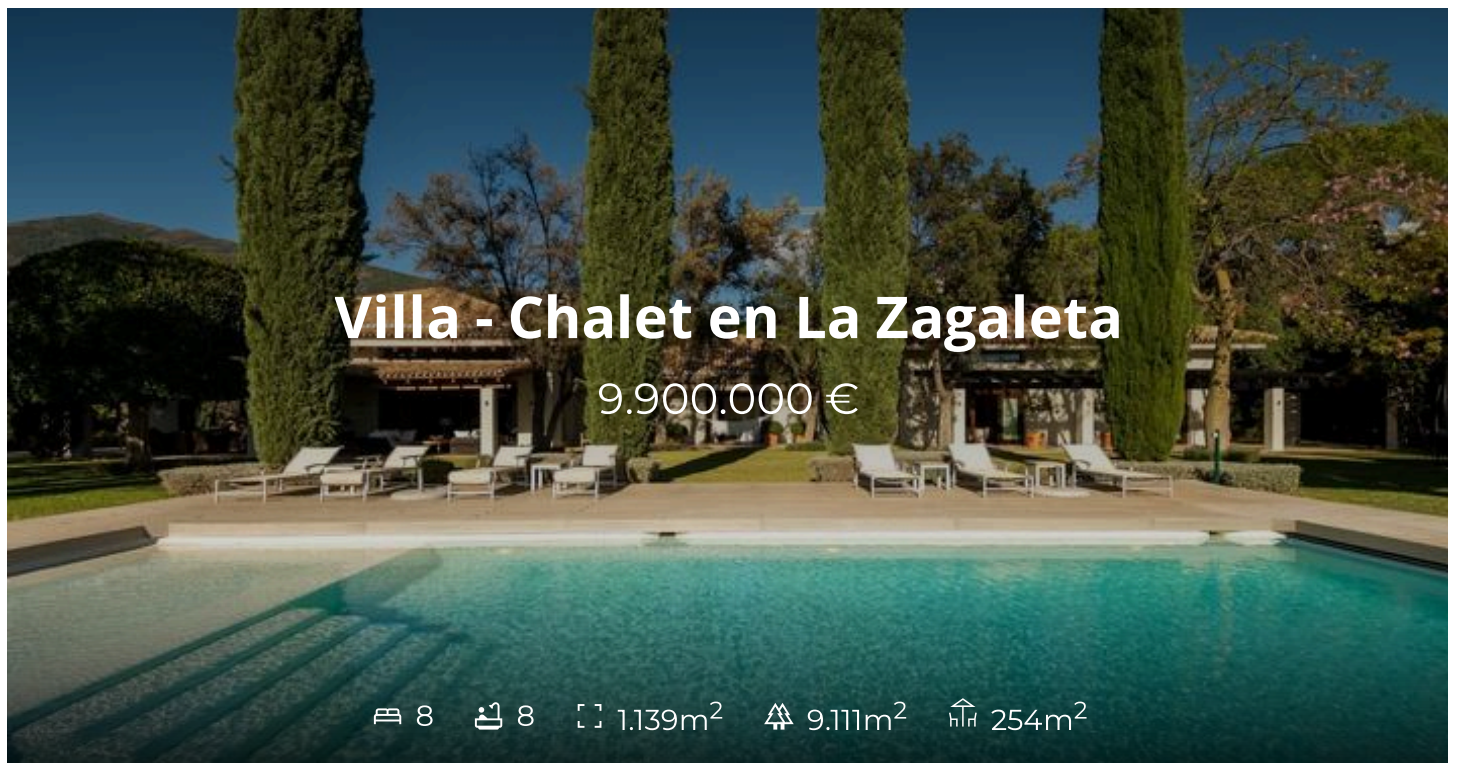 Villa - Chalet en La Zagaleta
9.900.000 €
8 8 1.139m² 9.111m² 254m²